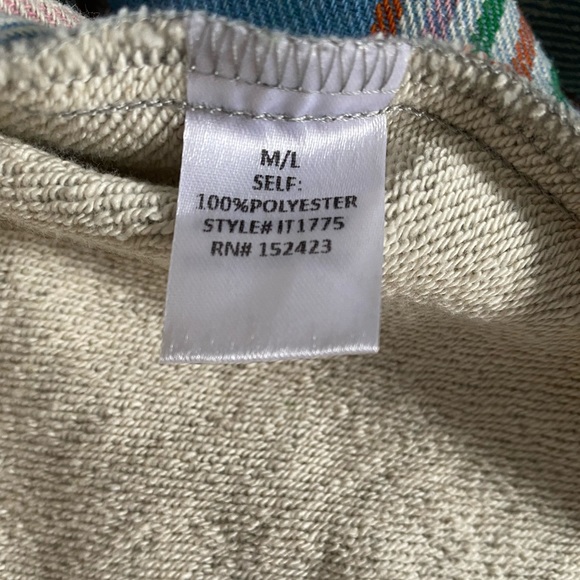 M/L
SELF:
100%POLYESTER
STYLE# IT1775
RN# 152423